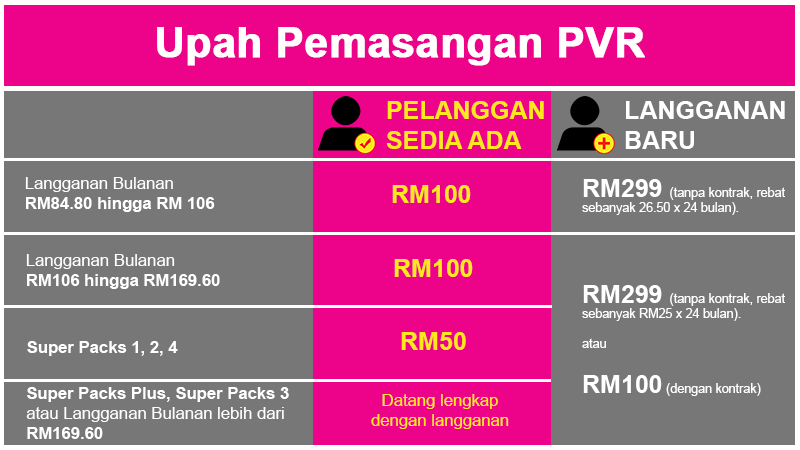 Upah Pemasangan PVR
PELANGGAN
SEDIA ADA
LANGGANAN
BARU
Langganan Bulanan
RM84.80 hingga RM 106
RM100
RM299 (tanpa kontrak, rebat
sebanyak 26.50 x 24 bulan).
Langganan Bulanan
RM106 hingga RM169.60
RM100
RM299 (tanpa kontrak, rebat
sebanyak RM25 x 24 bulan).
atau
RM100 (dengan kontrak)
Super Packs 1, 2, 4
RM50
Super Packs Plus, Super Packs 3
atau Langganan Bulanan lebih dari
RM169.60
Datang lengkap
dengan langganan